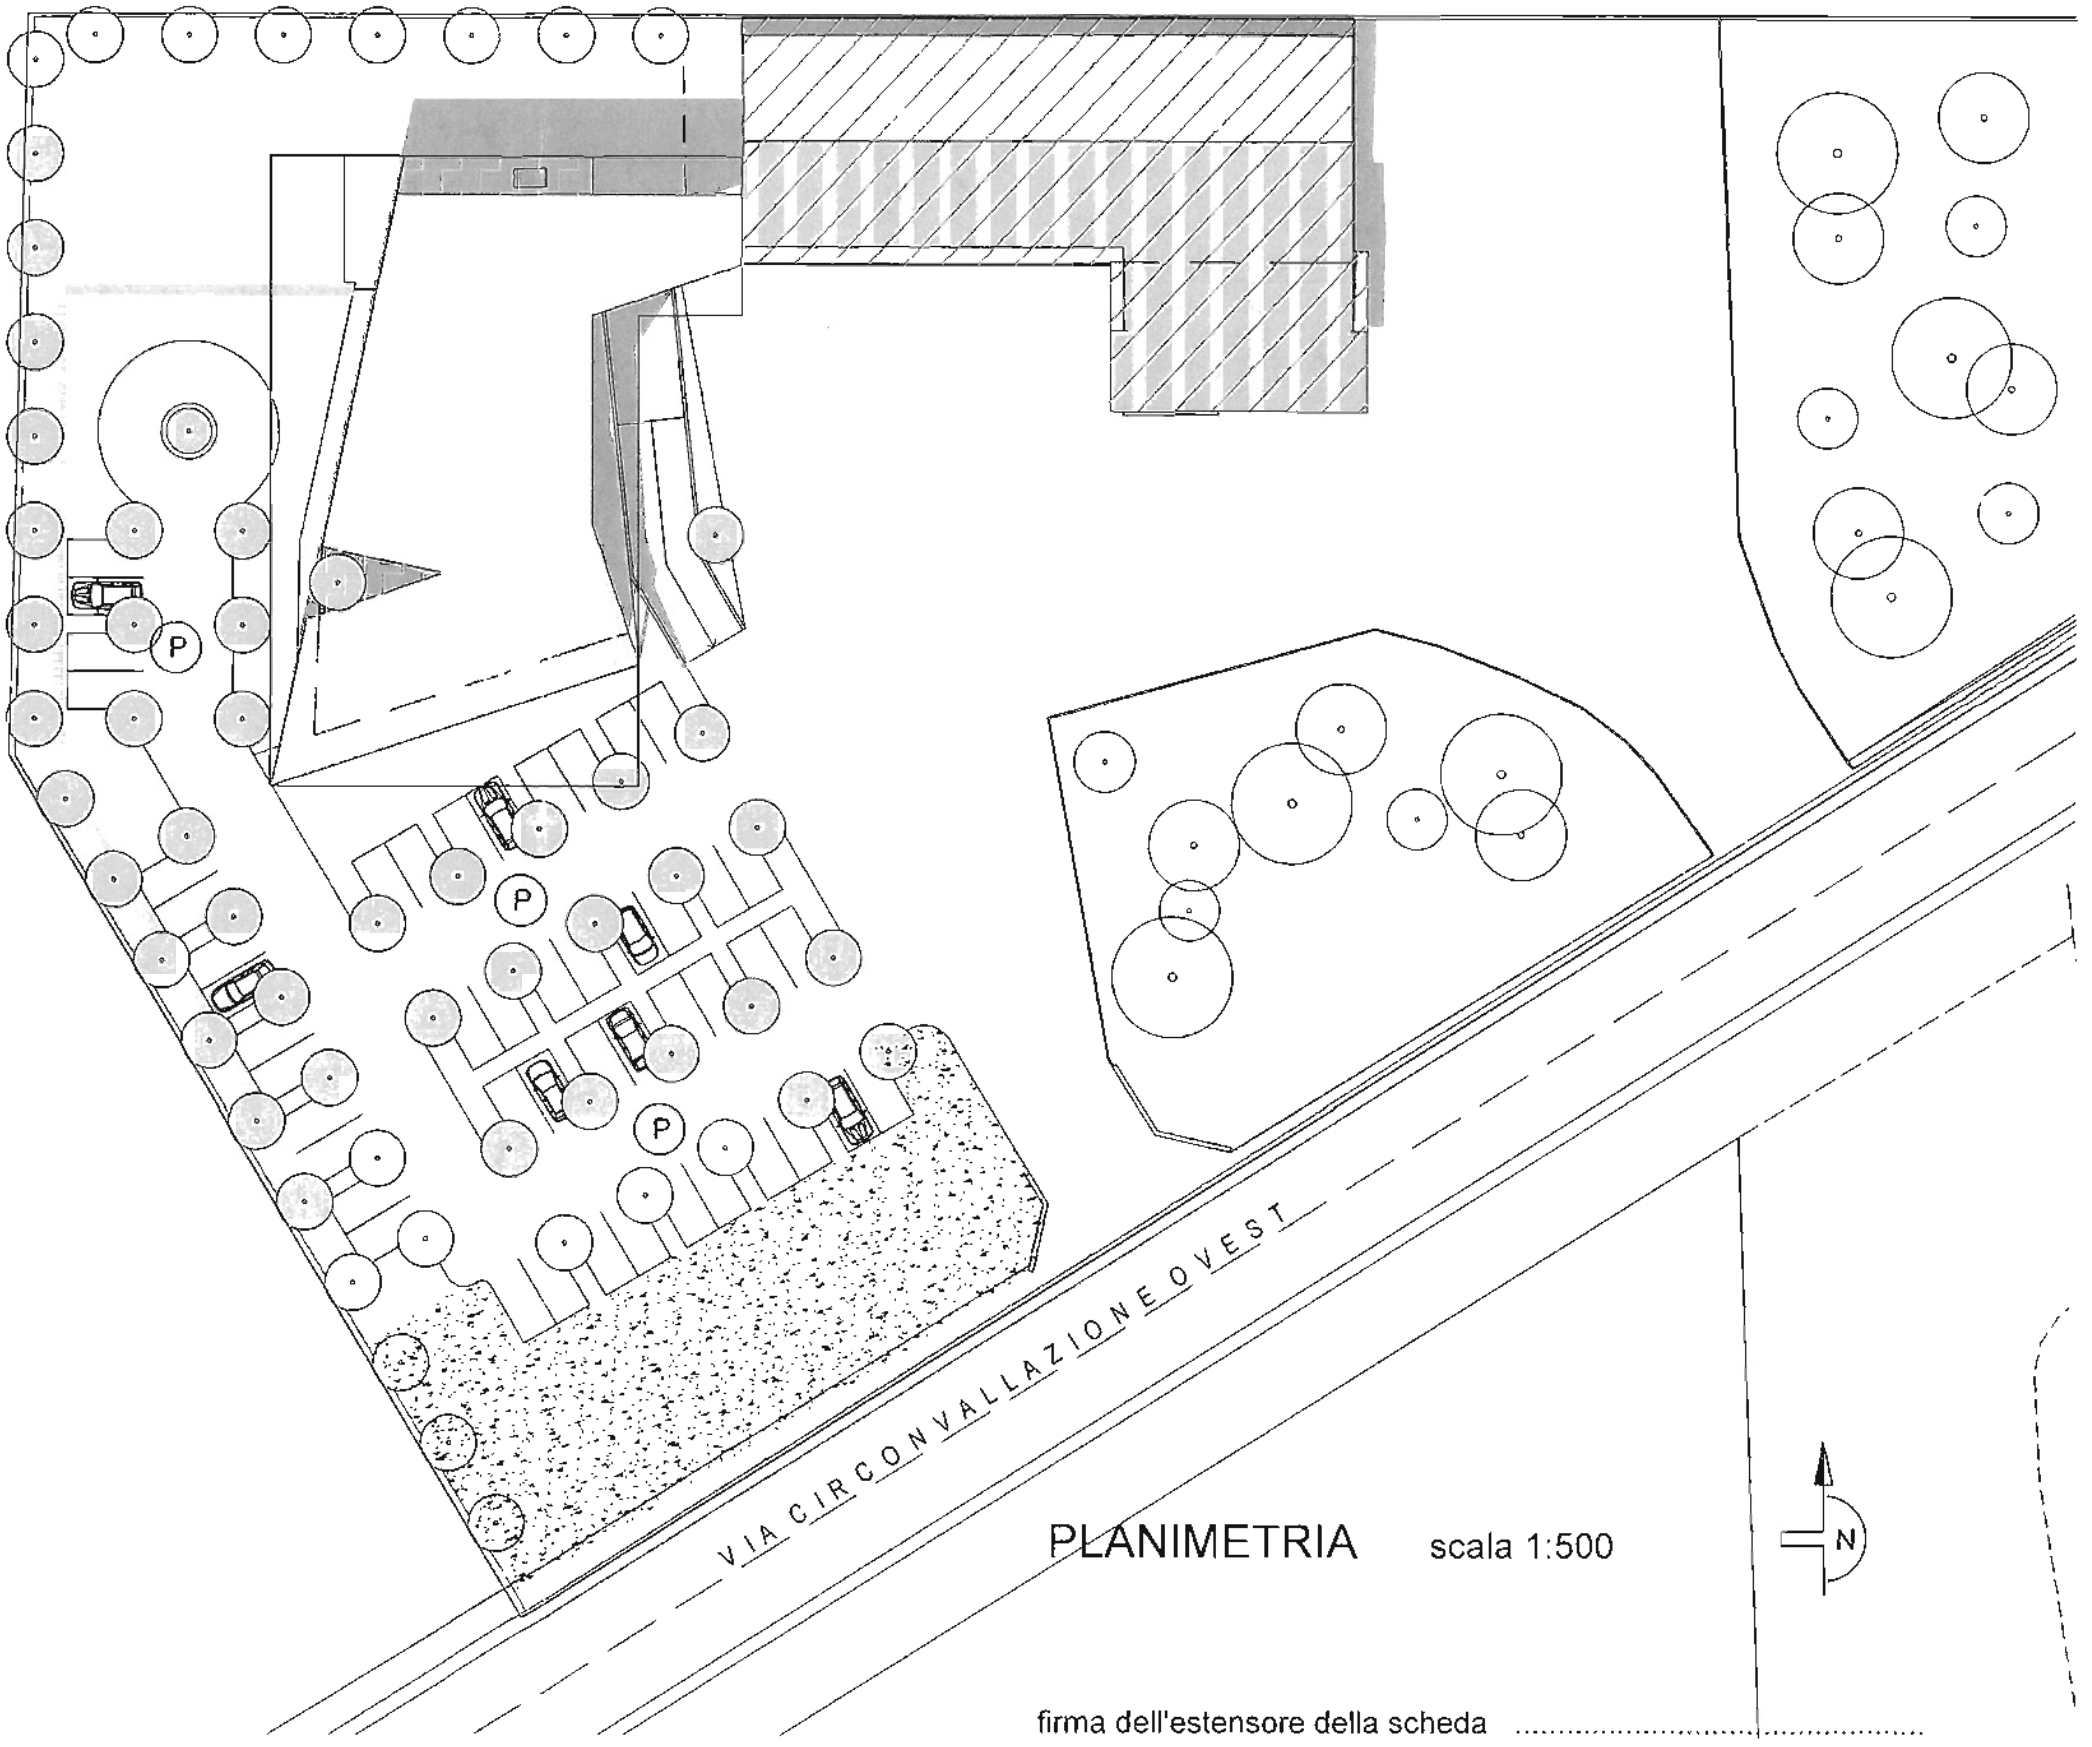 P
P
P
VIA CIRCONVALLAZIONE OVEST
PLANIMETRIA scala 1:500
N
firma dell'estensore della scheda ........................